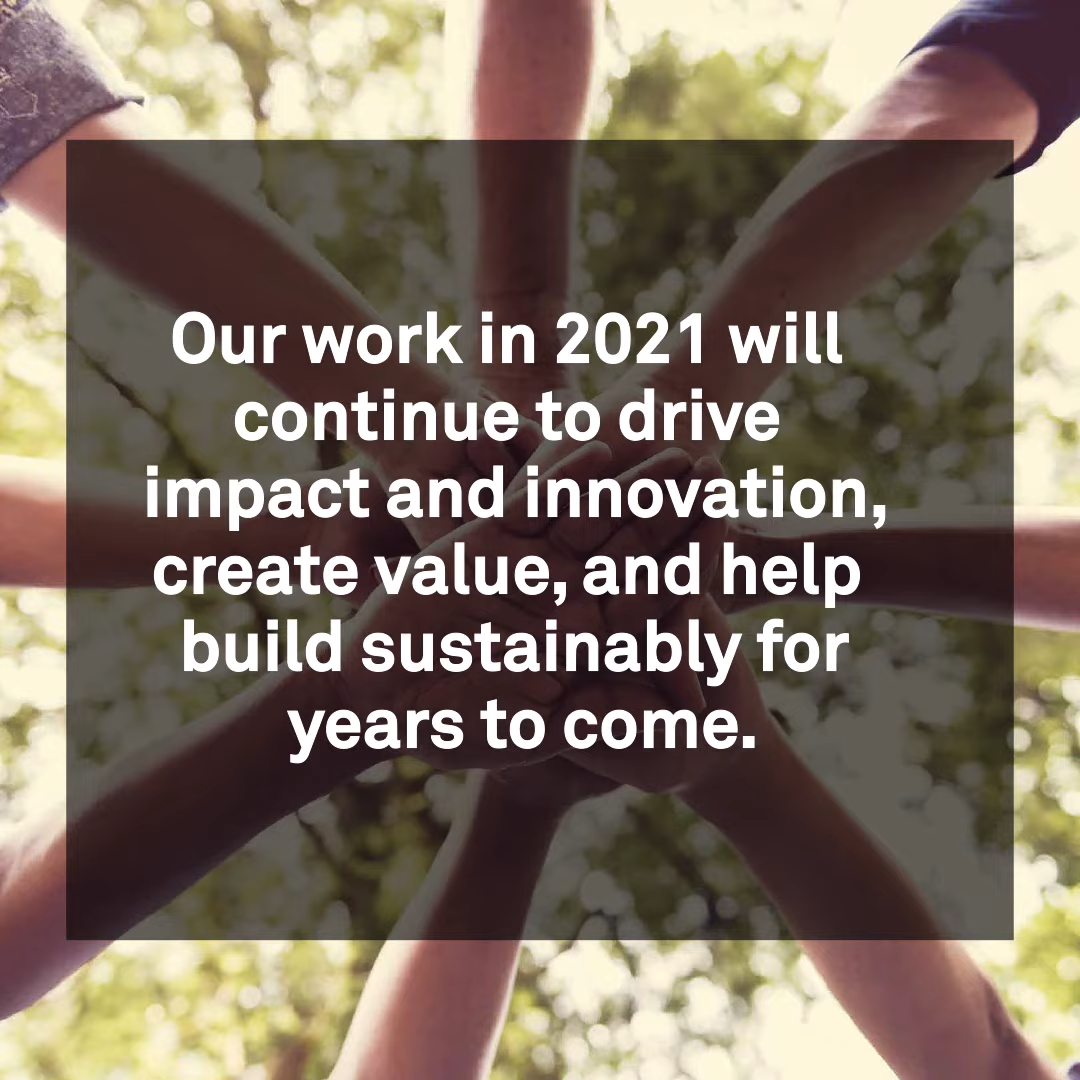 Our work in 2021 will
continue to drive
impact and innovation,
create value, and help
build sustainably for
years to come.